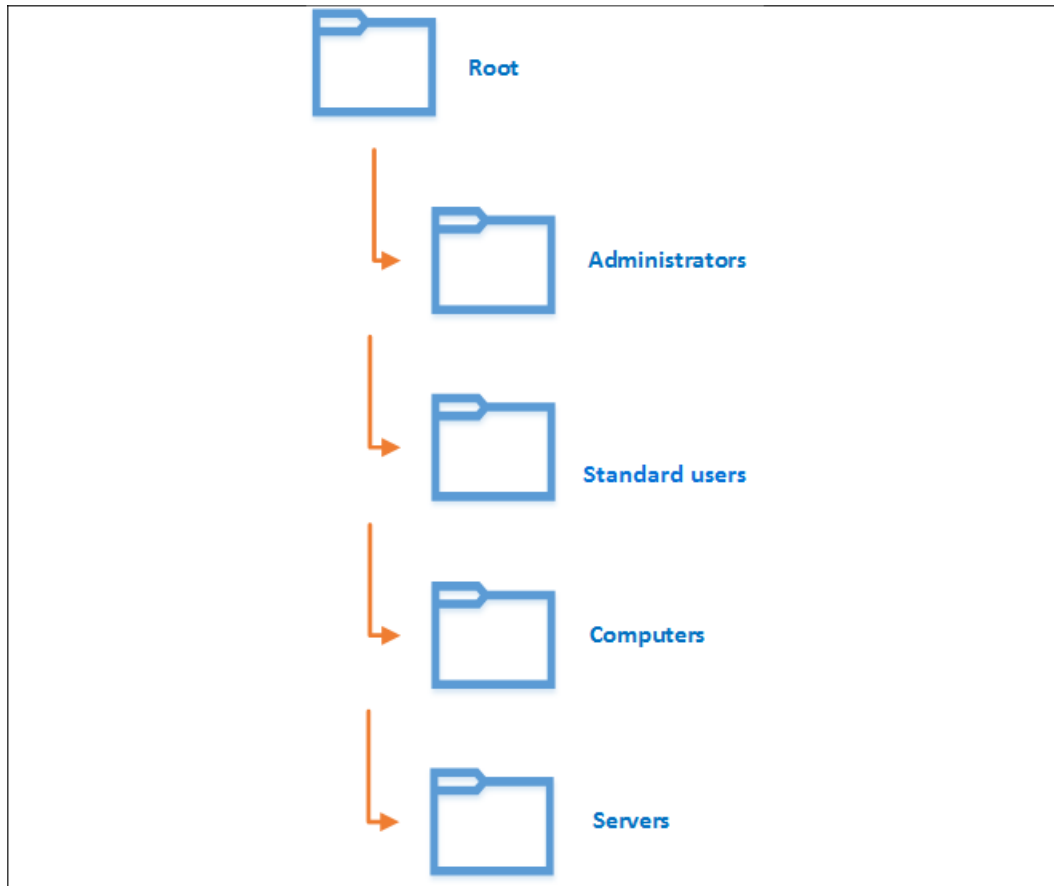 Root
Administrators
Standard users
Computers
Servers